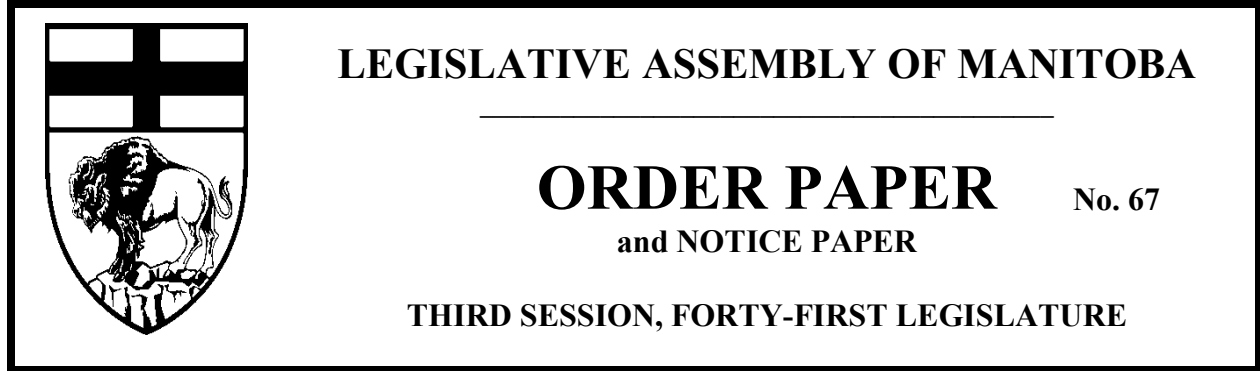 LEGISLATIVE ASSEMBLY OF MANITOBA
ORDER PAPER No. 67
and NOTICE PAPER
THIRD SESSION, FORTY-FIRST LEGISLATURE